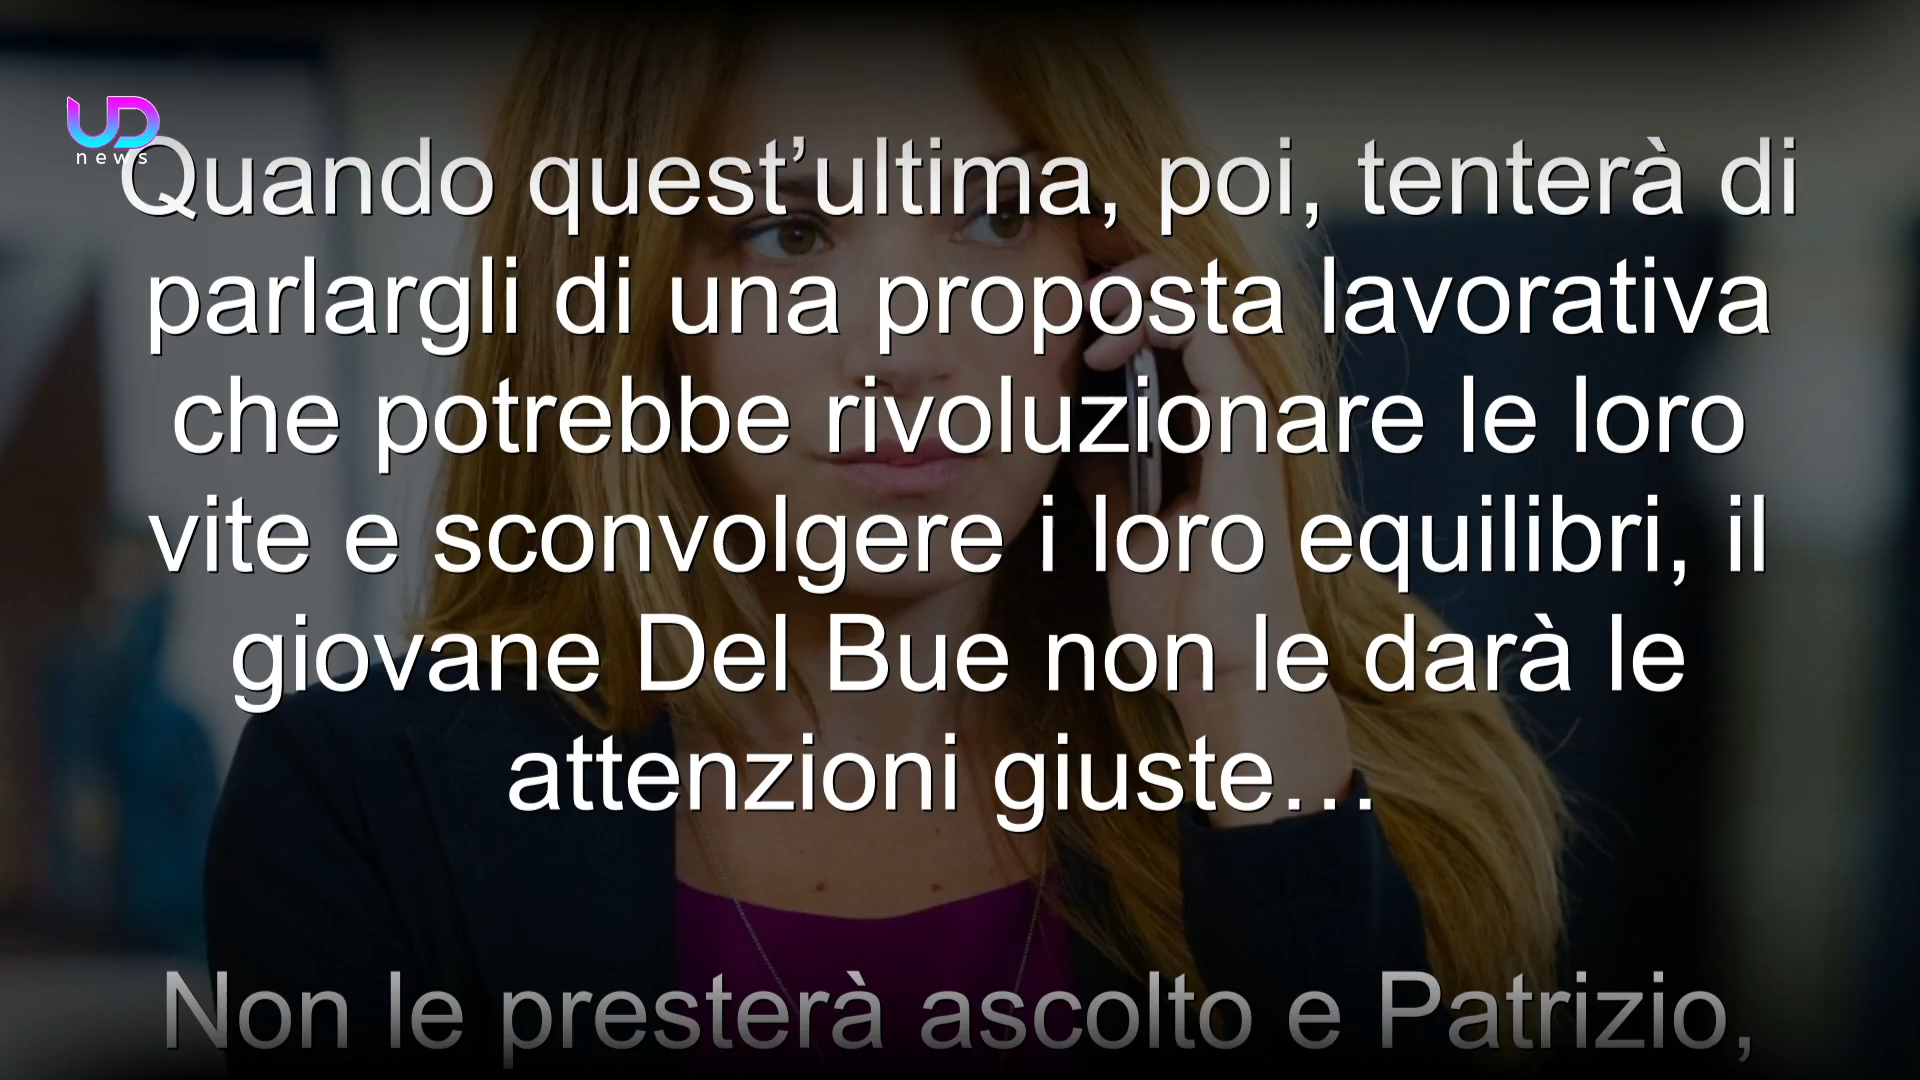 UD
news
Quando quest’ultima, poi, tenterà di
parlargli di una proposta lavorativa
che potrebbe rivoluzionare le loro
vite e sconvolgere i loro equilibri, il
giovane Del Bue non le darà le
attenzioni giuste…
Non le presterà ascolto e Patrizio,